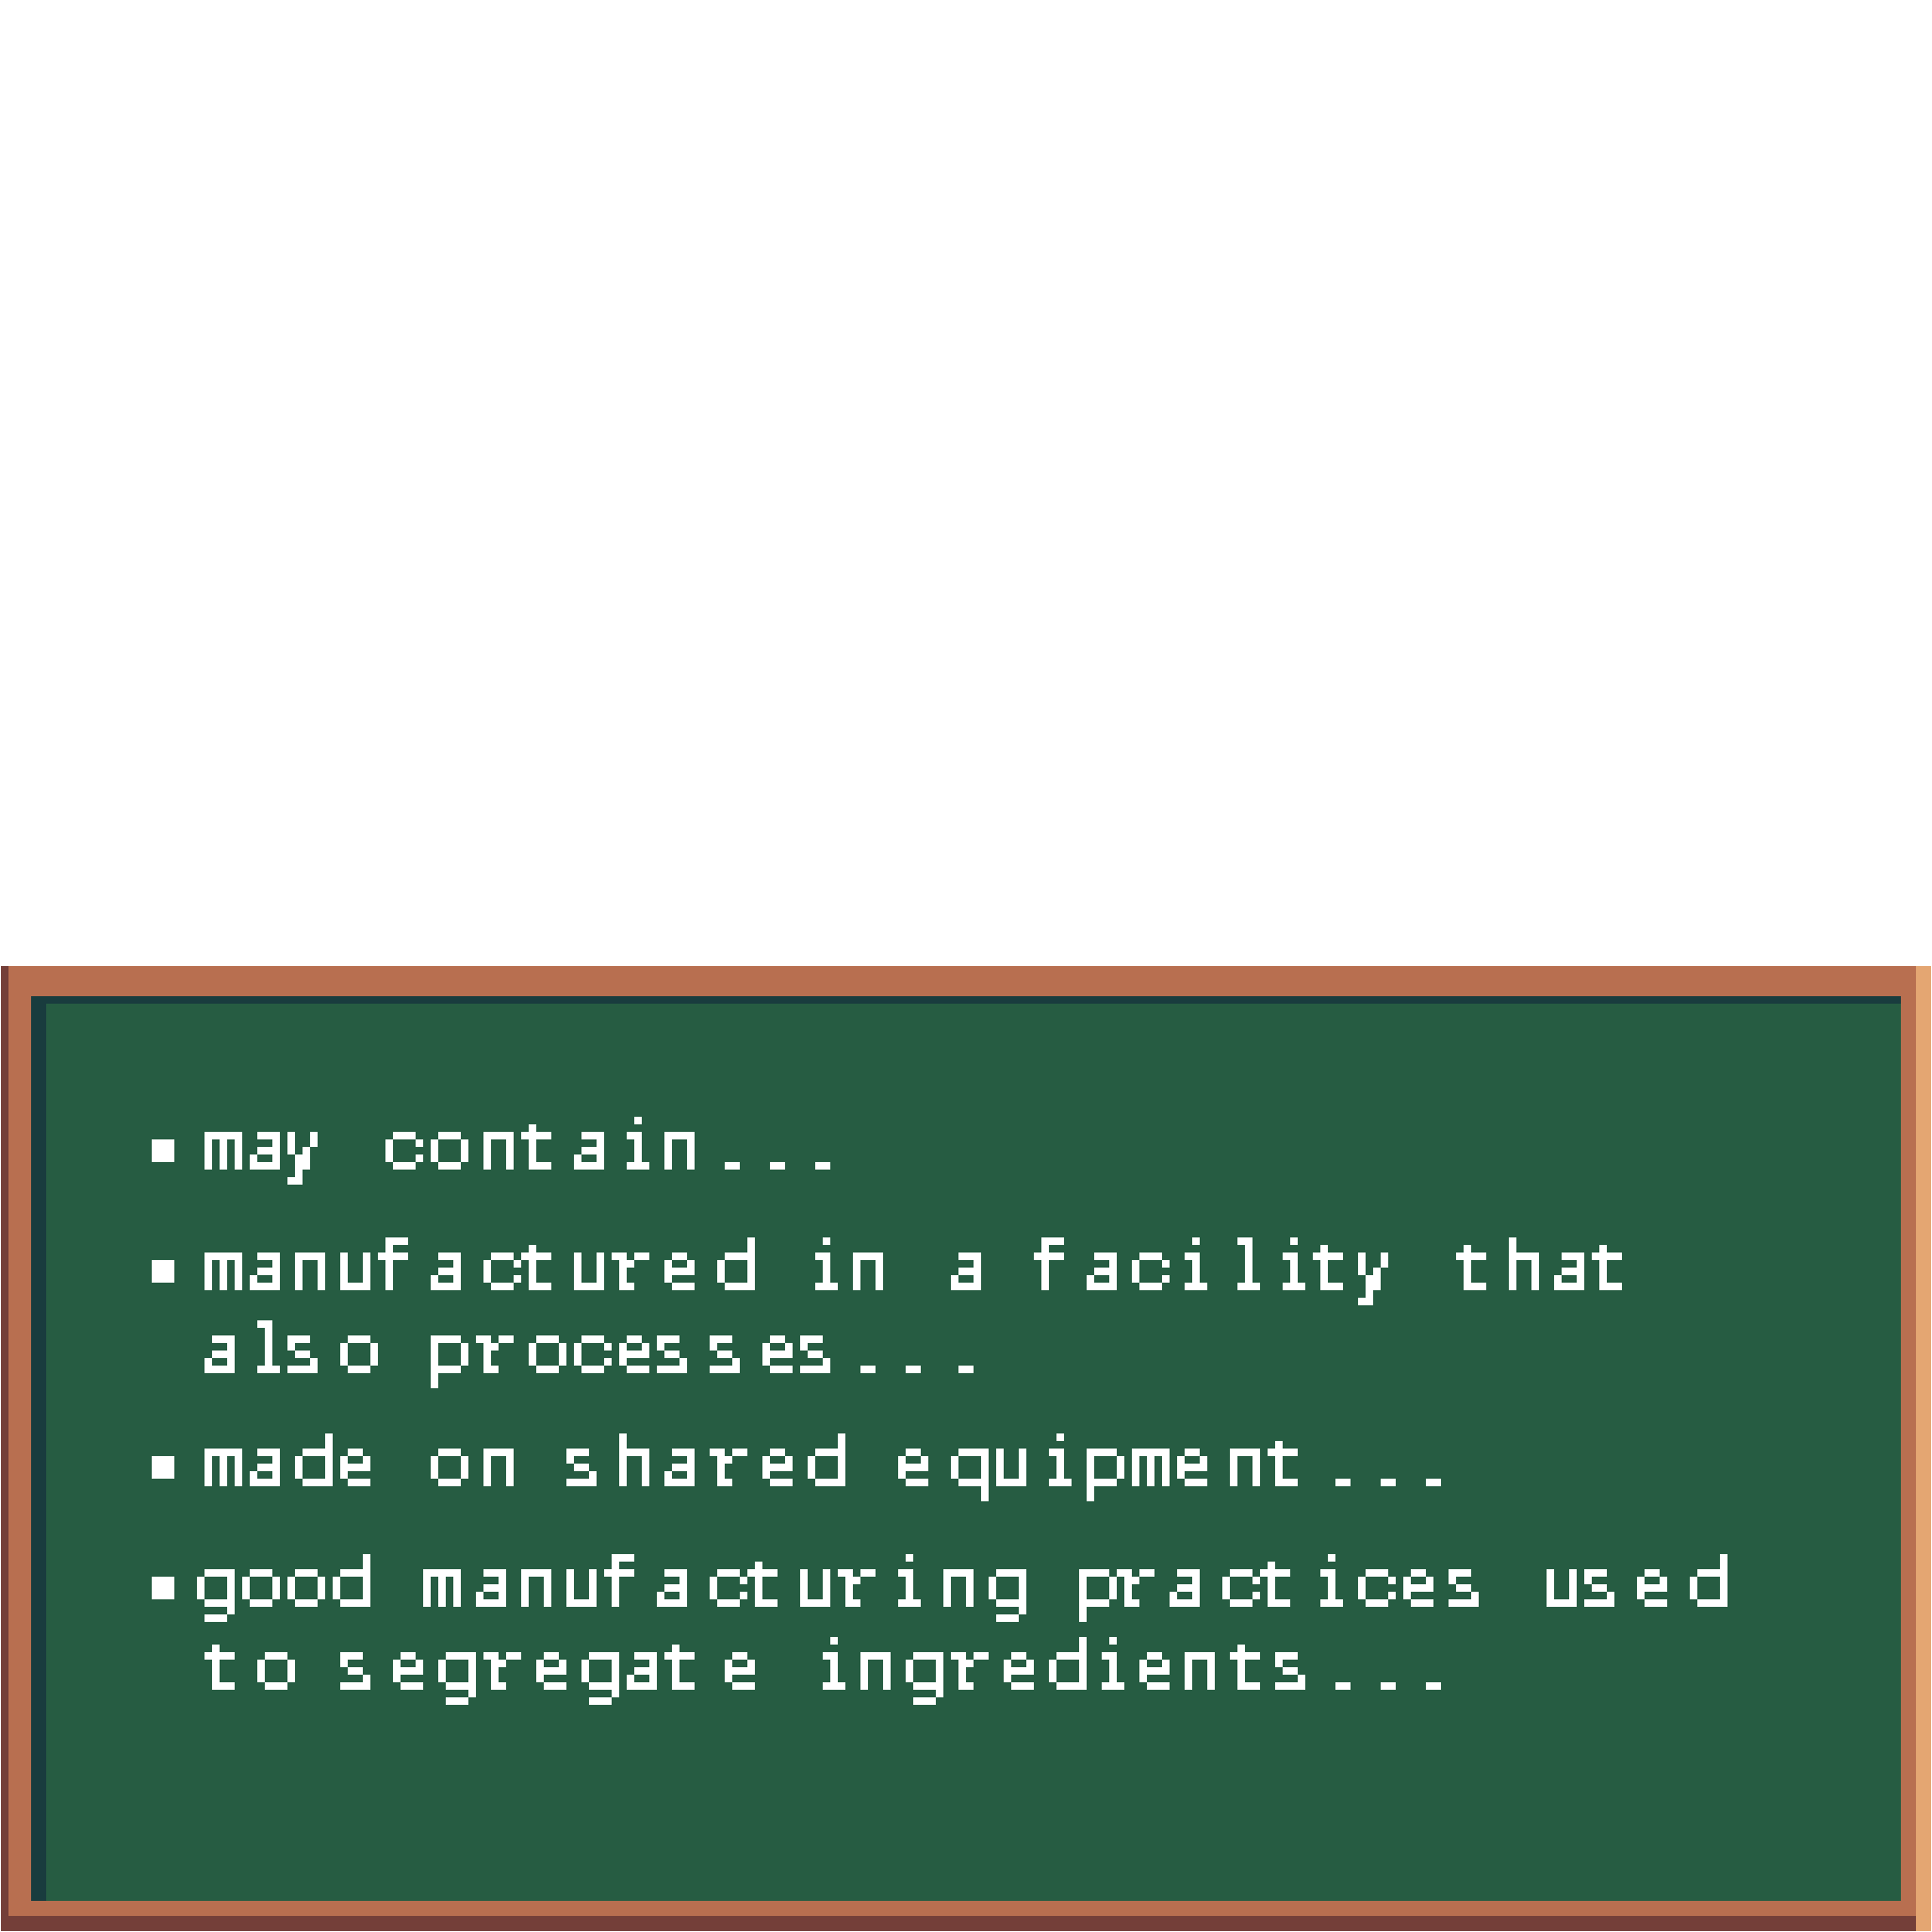 ▪ may contain...
▪ manufactured in a facility that
also processes...
▪ made on shared equipment...
▪ good manufacturing practices used
to segregate ingredients...